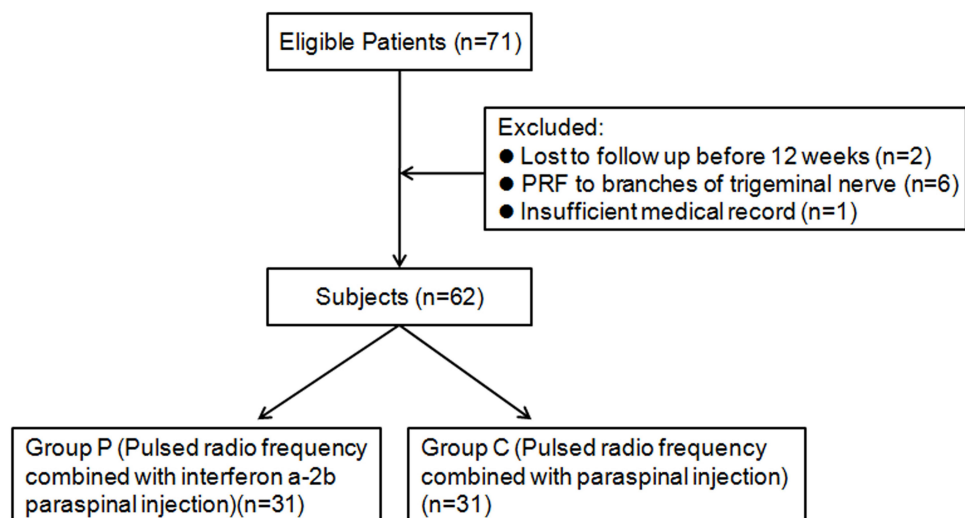 Eligible Patients (n=71)
Excluded:
● Lost to follow up before 12 weeks (n=2)
● PRF to branches of trigeminal nerve (n=6)
● Insufficient medical record (n=1)
Subjects (n=62)
Group P (Pulsed radio frequency
combined with interferon a-2b
paraspinal injection)(n=31)
Group C (Pulsed radio frequency
combined with paraspinal injection)
(n=31)